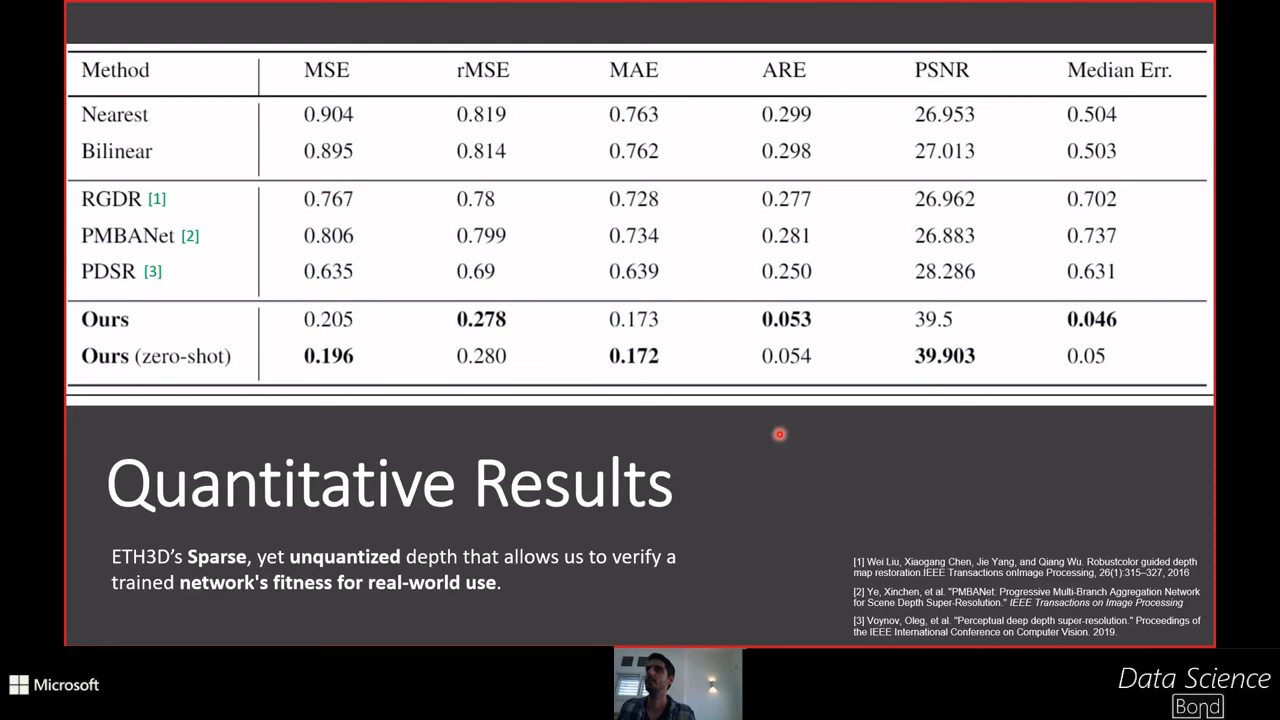 Method MSE rMSE MAE ARE PSNR Median Err.
Nearest 0.904 0.819 0.763 0.299 26.953 0.504
Bilinear 0.895 0.814 0.762 0.298 27.013 0.503
RGDR [1] 0.767 0.78 0.728 0.277 26.962 0.702
PMBANet [2] 0.806 0.799 0.734 0.281 26.883 0.737
PDSR [3] 0.635 0.69 0.639 0.250 28.286 0.631
Ours 0.205 0.278 0.173 0.053 39.5 0.046
Ours (zero-shot) 0.196 0.280 0.172 0.054 39.903 0.05
Quantitative Results
ETH3D's Sparse, yet unquantized depth that allows us to verify a
trained network's fitness for real-world use.
[1] Wei Liu, Xiaogang Chen, Jie Yang, and Qiang Wu. Robustcolor guided depth
map restoration.IEEE Transactions onImage Processing, 26(1):315–327, 2016
[2] Ye, Xinchen, et al. "PMBANet: Progressive Multi-Branch Aggregation Network
for Scene Depth Super-Resolution." IEEE Transactions on Image Processing
[3] Voynov, Oleg, et al. "Perceptual deep depth super-resolution." Proceedings of
the IEEE International Conference on Computer Vision. 2019.
Microsoft
Data Science
Bond